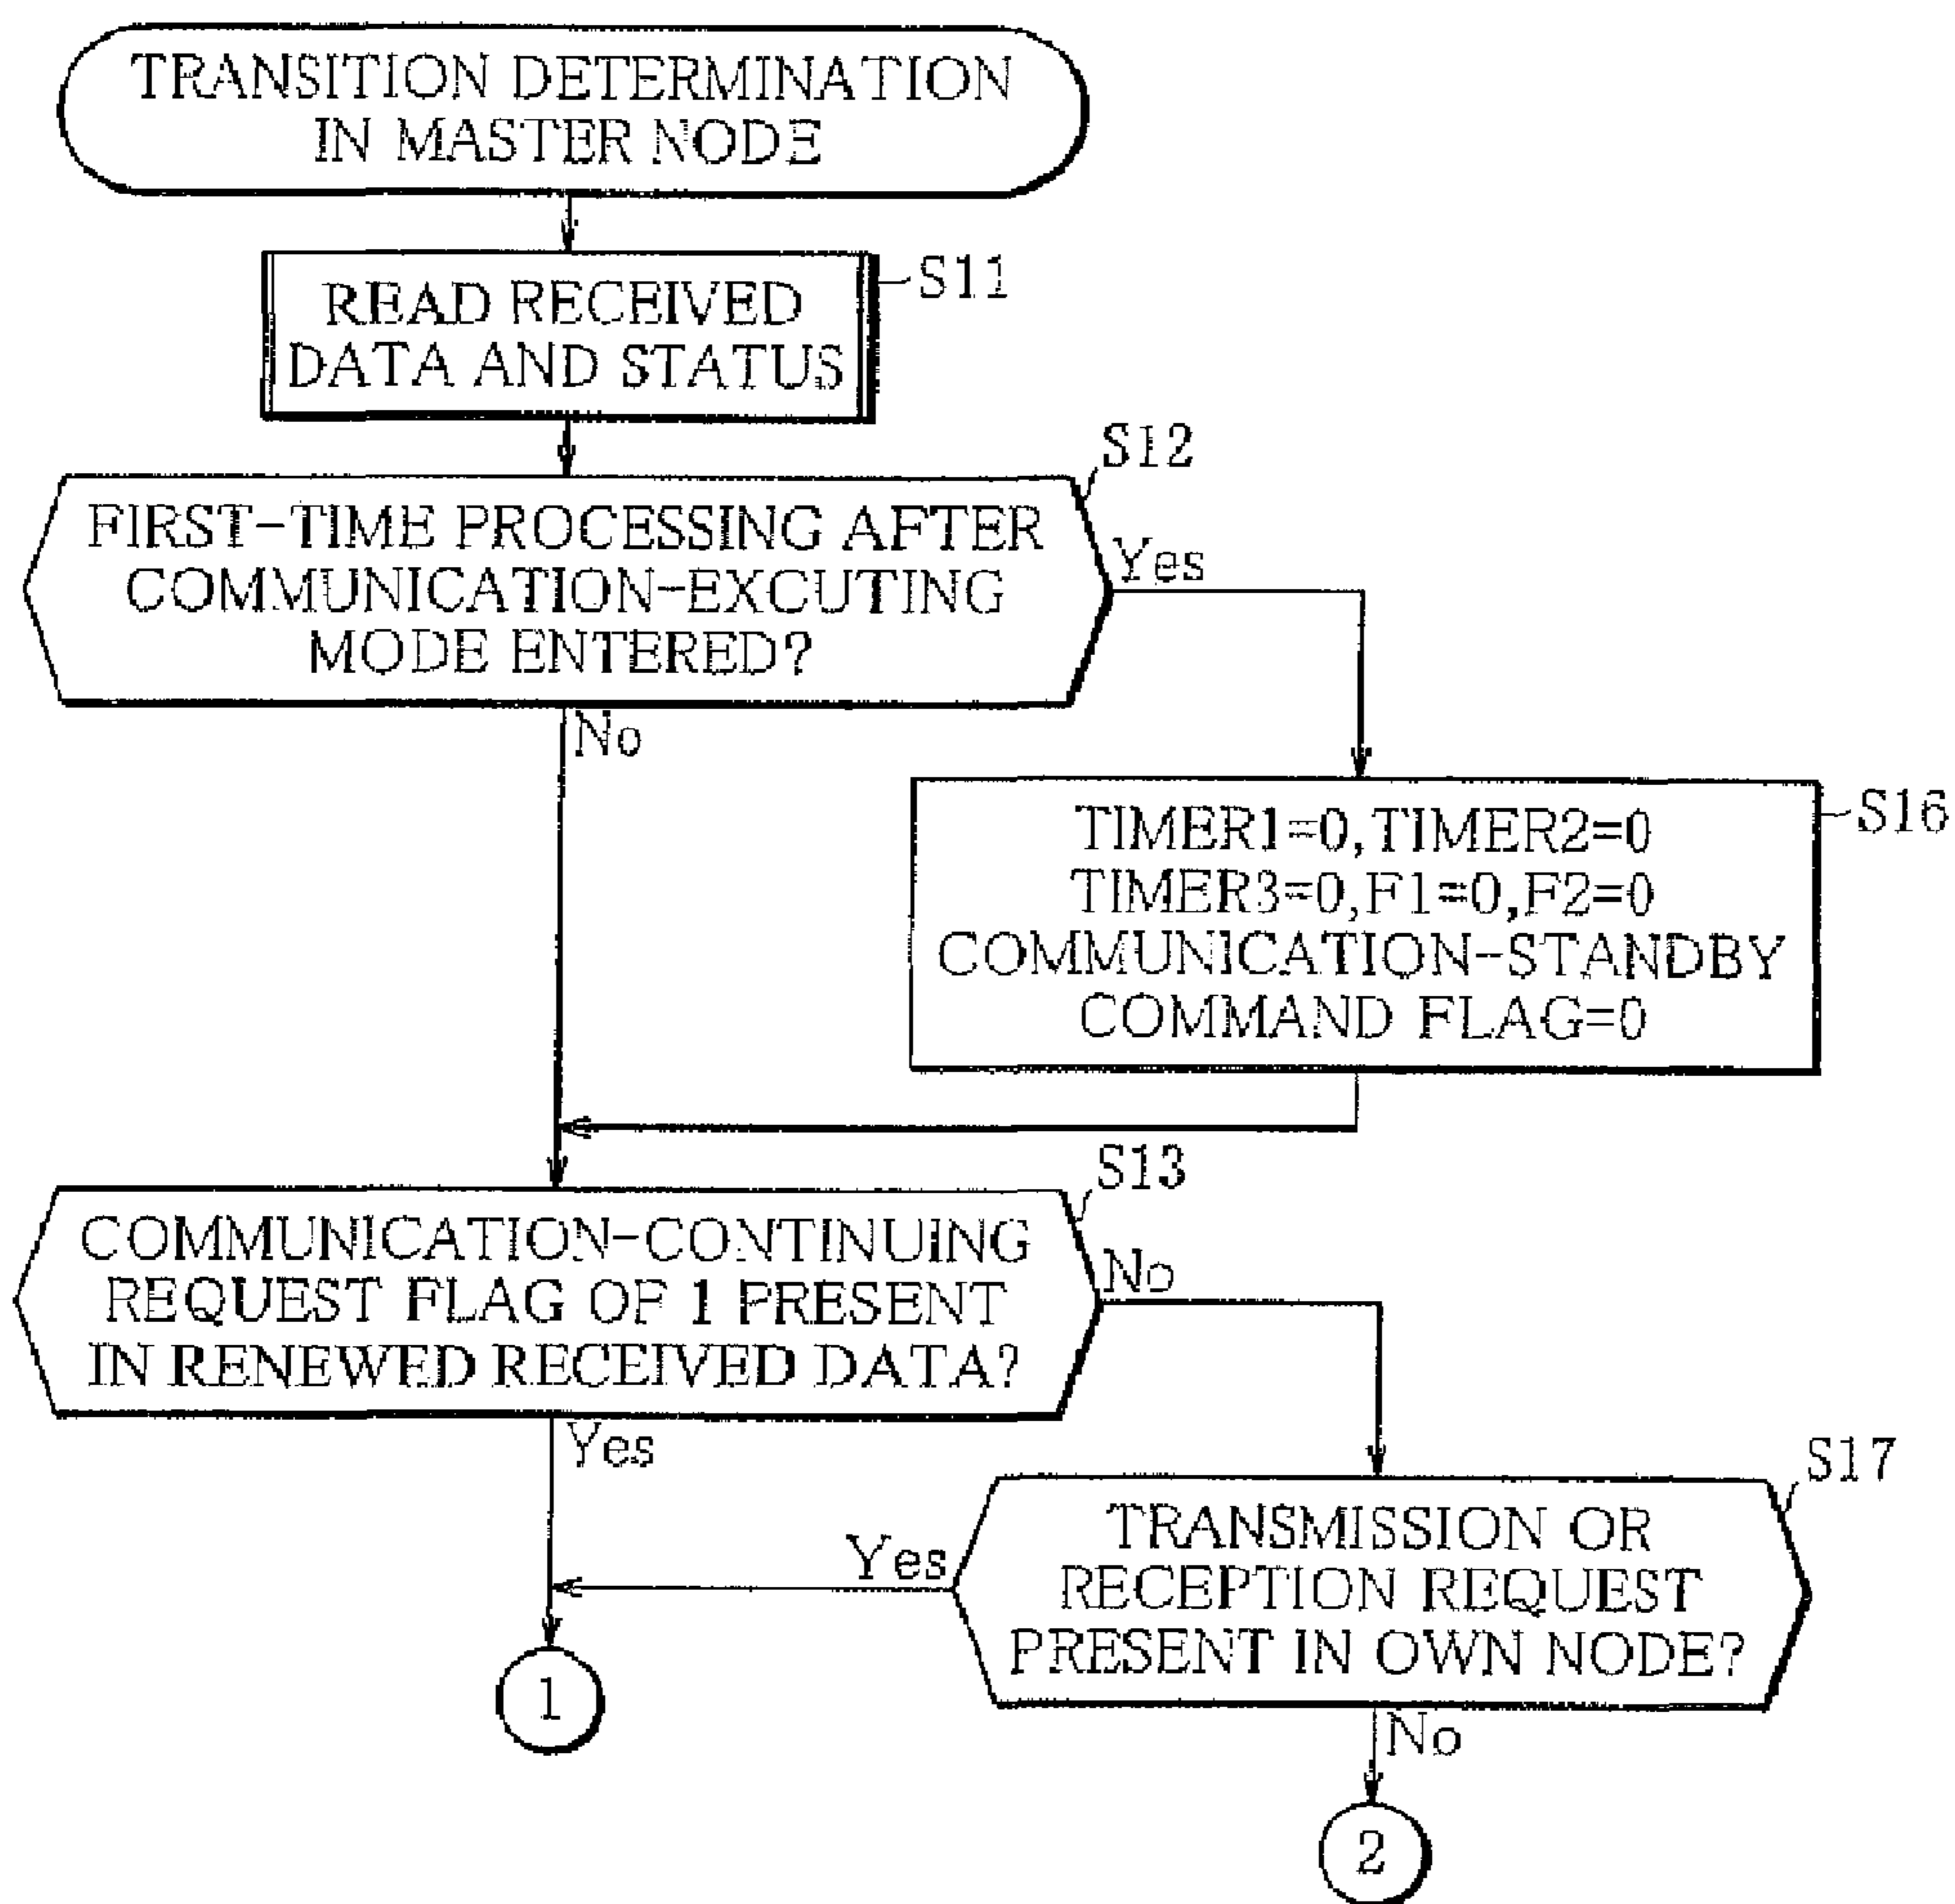 TRANSITION DETERMINATION
IN MASTER NODE
READ RECEIVED
DATA AND STATUS
S11
S12
FIRST-TIME PROCESSING AFTER
COMMUNICATION-EXCUTING
MODE ENTERED?
Yes
No
TIMER1=0,TIMER2=0
TIMER3=0,F1=0,F2=0
COMMUNICATION-STANDBY
COMMAND FLAG=0
S16
S13
COMMUNICATION-CONTINUING
REQUEST FLAG OF 1 PRESENT
IN RENEWED RECEIVED DATA?
No
Yes
S17
TRANSMISSION OR
RECEPTION REQUEST
PRESENT IN OWN NODE?
Yes
No
1
2